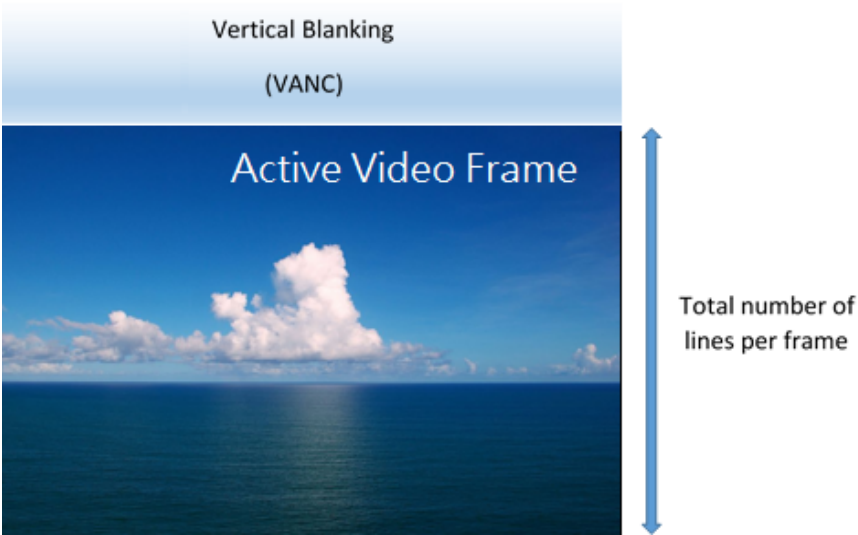 Vertical Blanking
(VANC)
Active Video Frame
Total number of
lines per frame